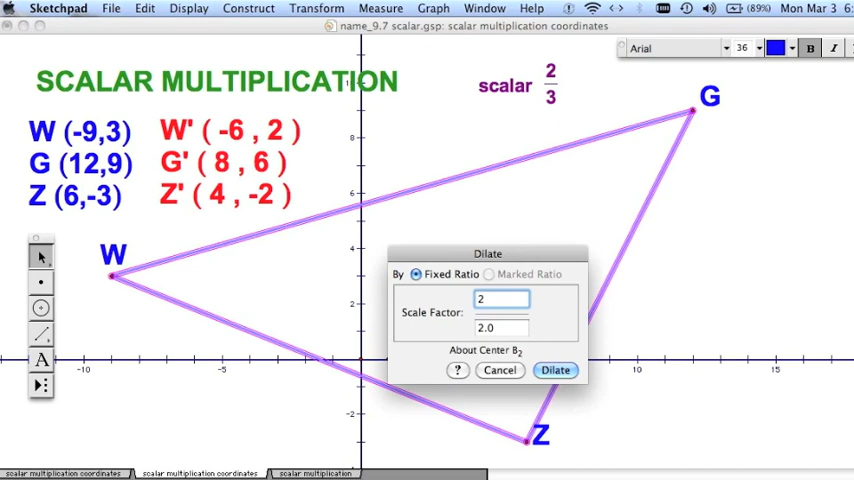 Sketchpad File Edit Display Construct Transform Measure Graph Window Help (89%) Mon Mar 3 6:
name_9.7 scalar.gsp: scalar multiplication coordinates
Arial 36 B I
SCALAR MULTIPLICATION
scalar 2
3
G
W (-9,3) W' ( -6 , 2 )
G (12,9) G' ( 8 , 6 )
Z (6,-3) Z' ( 4 , -2 )
8
6
4
2
-2
-10 -5 10 15
W
Dilate
By Fixed Ratio Marked Ratio
2
Scale Factor:
2.0
About Center B2
? Cancel Dilate
A
Z
scalar multiplication coordinates scalar multiplication coordinates scalar multiplication